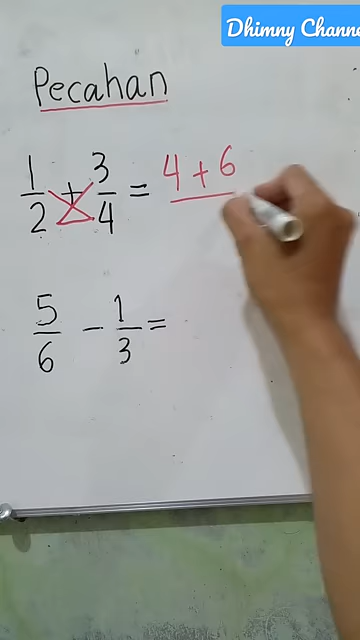 Dhimny Channe
Pecahan
1/2 + 3/4 = 4 + 6
5/6 - 1/3 =